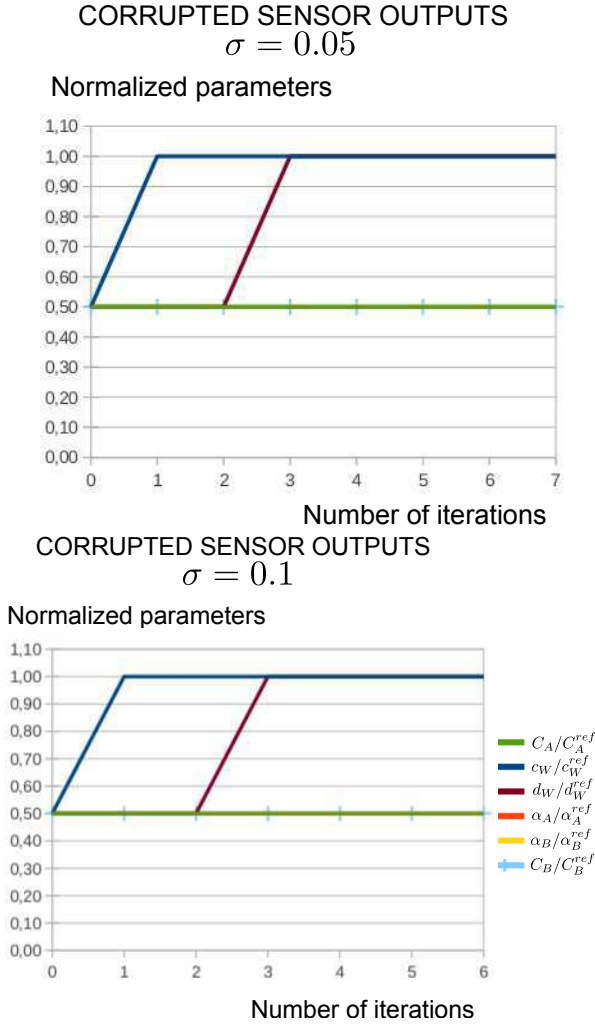 CORRUPTED SENSOR OUTPUTS
σ = 0.05
Normalized parameters
1,10
1,00
0,90
0,80
0,70
0,60
0,50
0,40
0,30
0,20
0,10
0,00
0 1 2 3 4 5 6 7
Number of iterations
CORRUPTED SENSOR OUTPUTS
σ = 0.1
Normalized parameters
1,10
1,00
0,90
0,80
0,70
0,60
0,50
0,40
0,30
0,20
0,10
0,00
0 1 2 3 4 5 6
Number of iterations
C_A/C_A^{ref}
c_W/c_W^{ref}
d_W/d_W^{ref}
α_A/α_A^{ref}
α_B/α_B^{ref}
C_B/C_B^{ref}